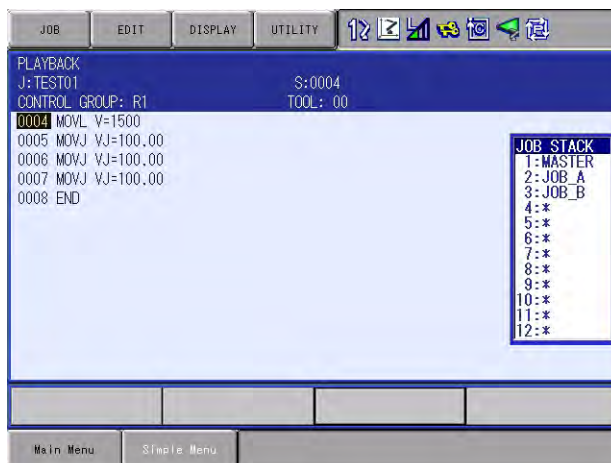 JOB EDIT DISPLAY UTILITY
PLAYBACK
J:TEST01 S:0004
CONTROL GROUP: R1 TOOL: 00
0004 MOVL V=1500
0005 MOVJ VJ=100.00
0006 MOVJ VJ=100.00
0007 MOVJ VJ=100.00
0008 END
JOB STACK
1:MASTER
2:JOB_A
3:JOB_B
4:*
5:*
6:*
7:*
8:*
9:*
10:*
11:*
12:*
Main Menu Simple Menu